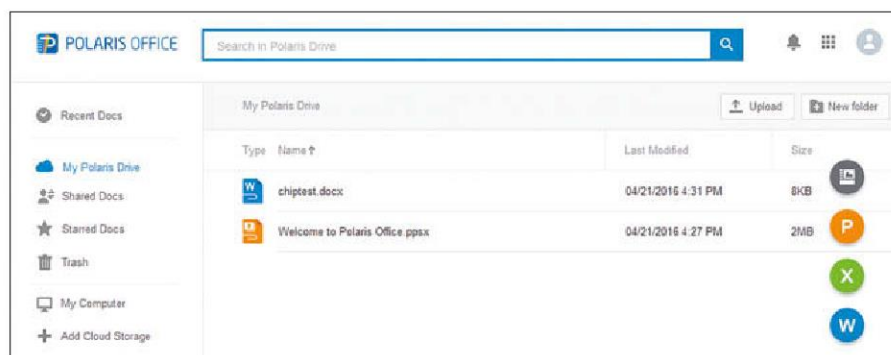 POLARIS OFFICE
Search in Polaris Drive
Recent Docs
My Polaris Drive
Shared Docs
Starred Docs
Trash
My Computer
Add Cloud Storage
My Polaris Drive
Upload
New folder
Type Name Last Modified Size
chiptest.docx 04/21/2016 4:31 PM 8KB
Welcome to Polaris Office.ppsx 04/21/2016 4:27 PM 2MB
P
X
W